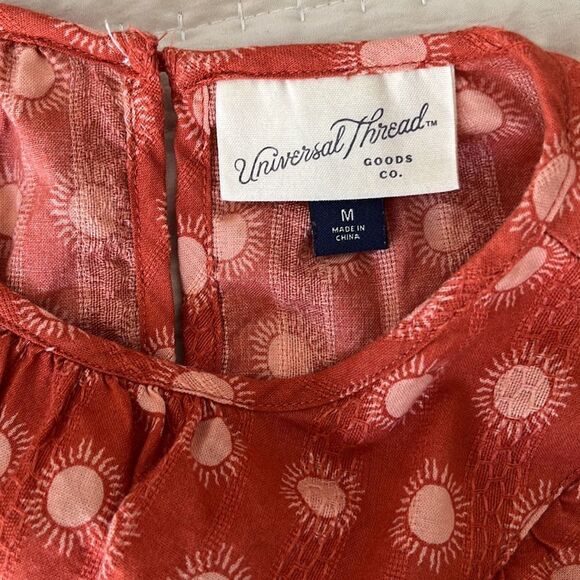 Universal Thread™
GOODS
CO.
M
MADE IN
CHINA